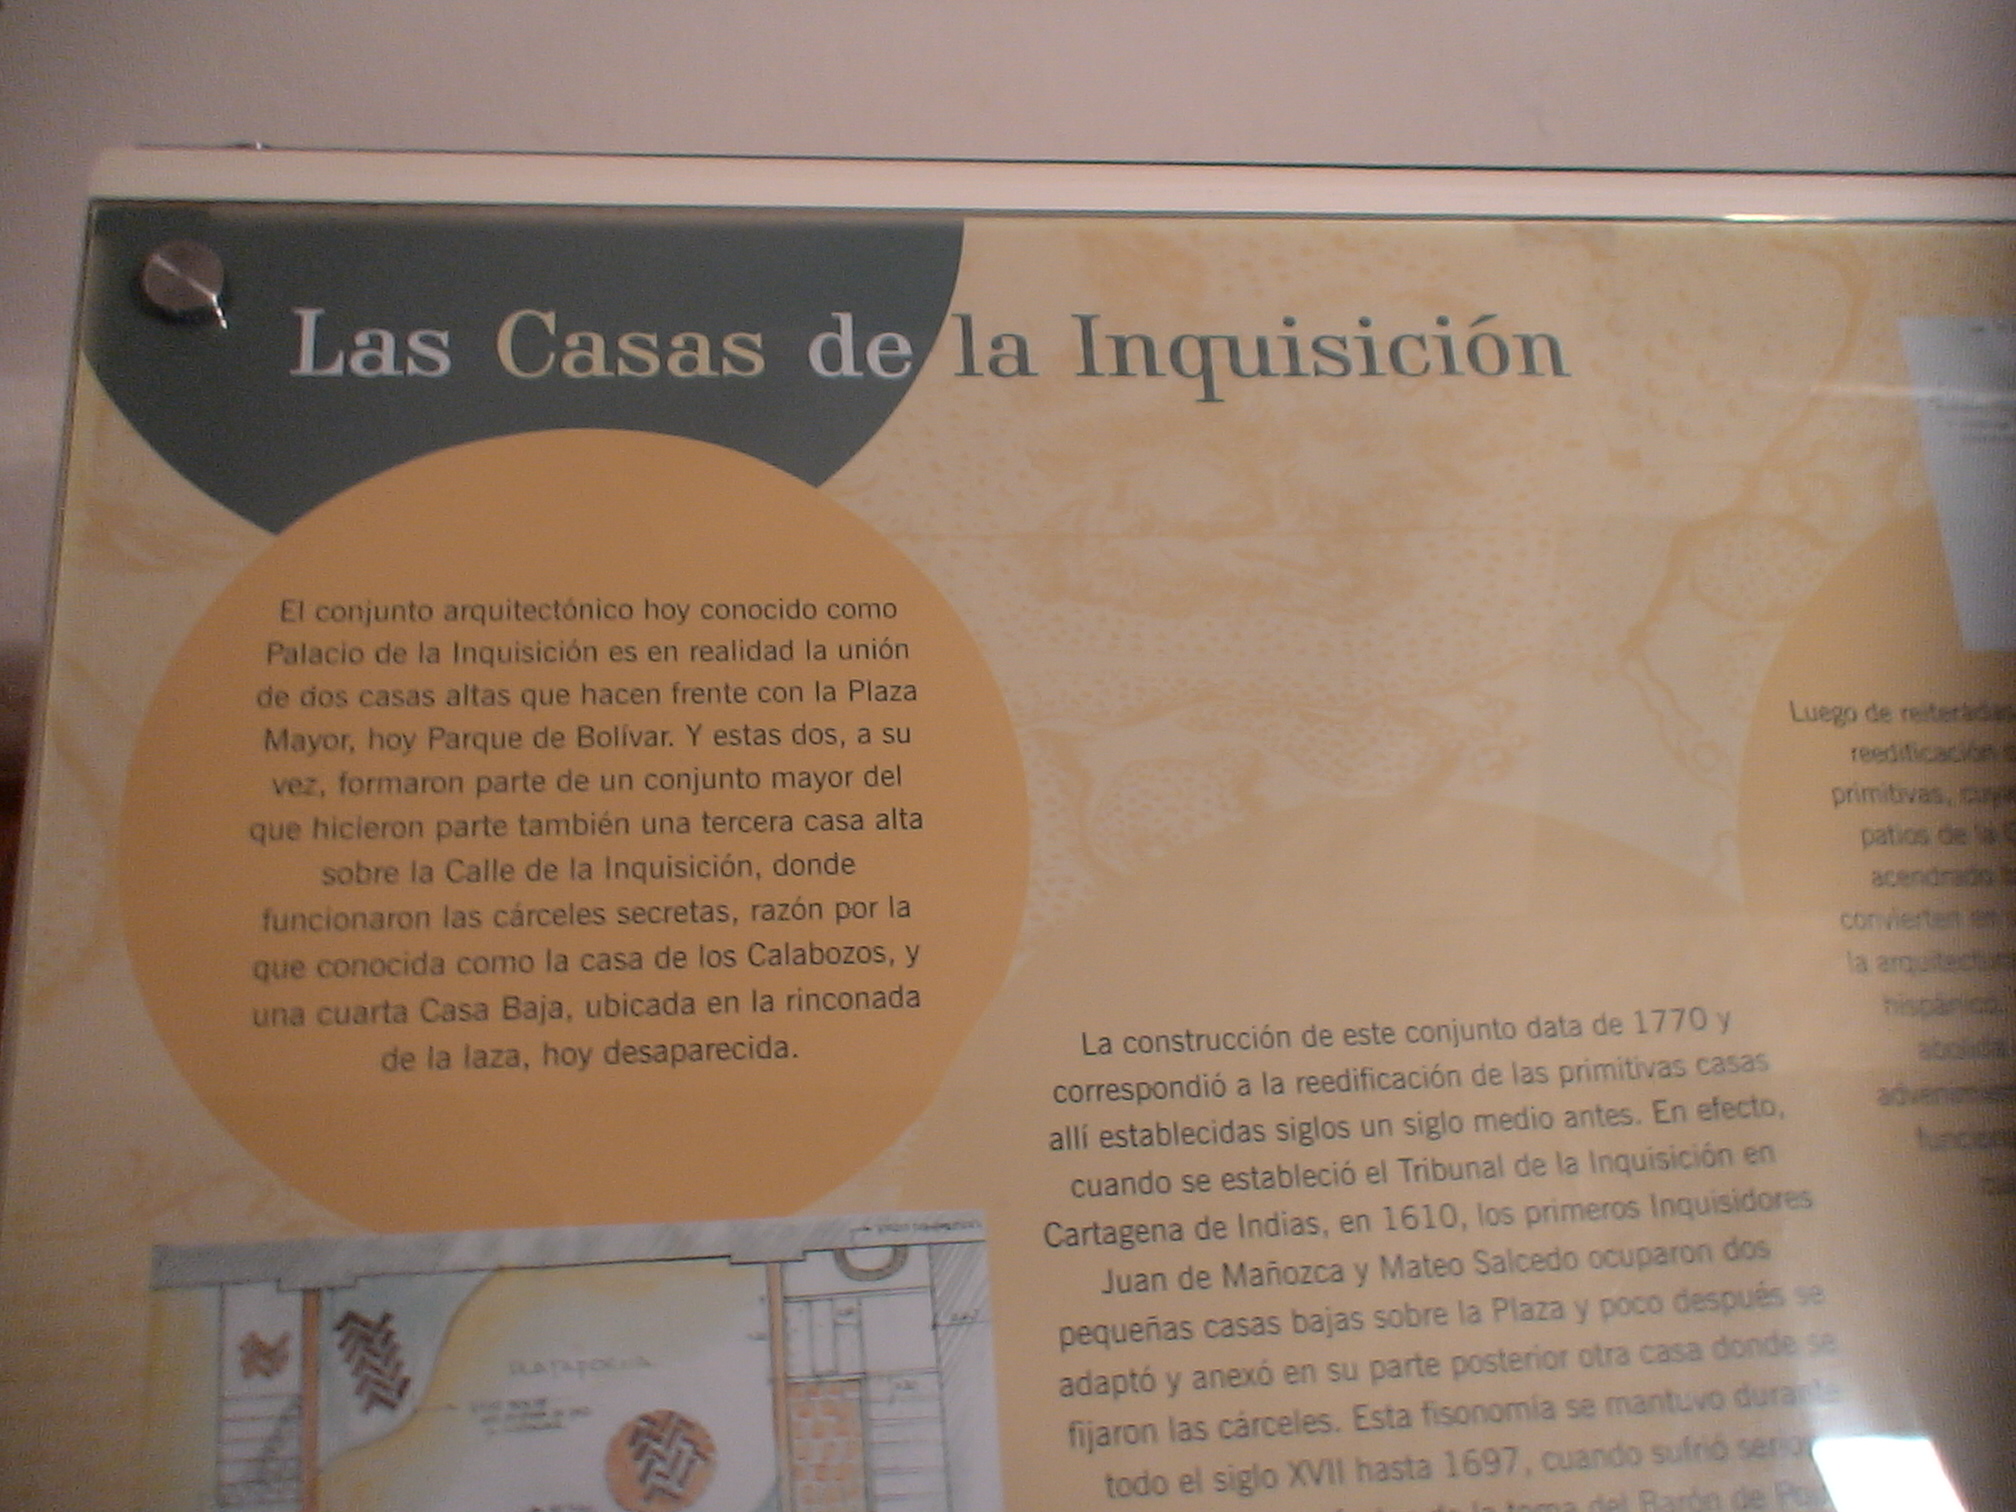 Las Casas de la Inquisición
El conjunto arquitectónico hoy conocido como
Palacio de la Inquisición es en realidad la unión
de dos casas altas que hacen frente con la Plaza
Mayor, hoy Parque de Bolívar. Y estas dos, a su
vez, formaron parte de un conjunto mayor del
que hicieron parte también una tercera casa alta
sobre la Calle de la Inquisición, donde
funcionaron las cárceles secretas, razón por la
que conocida como la casa de los Calabozos, y
una cuarta Casa Baja, ubicada en la rinconada
de la laza, hoy desaparecida.
La construcción de este conjunto data de 1770 y
correspondió a la reedificación de las primitivas casas
allí establecidas siglos un siglo medio antes. En efecto,
cuando se estableció el Tribunal de la Inquisición en
Cartagena de Indias, en 1610, los primeros Inquisidores
Juan de Mañozca y Mateo Salcedo ocuparon dos
pequeñas casas bajas sobre la Plaza y poco después se
adaptó y anexó en su parte posterior otra casa donde se
fijaron las cárceles. Esta fisonomía se mantuvo durante
todo el siglo XVII hasta 1697, cuando sufrió
la toma del Barón de
Luego de
reedificación
primitivas,
patios de la
acendrado
convierten en
la
hispánico,